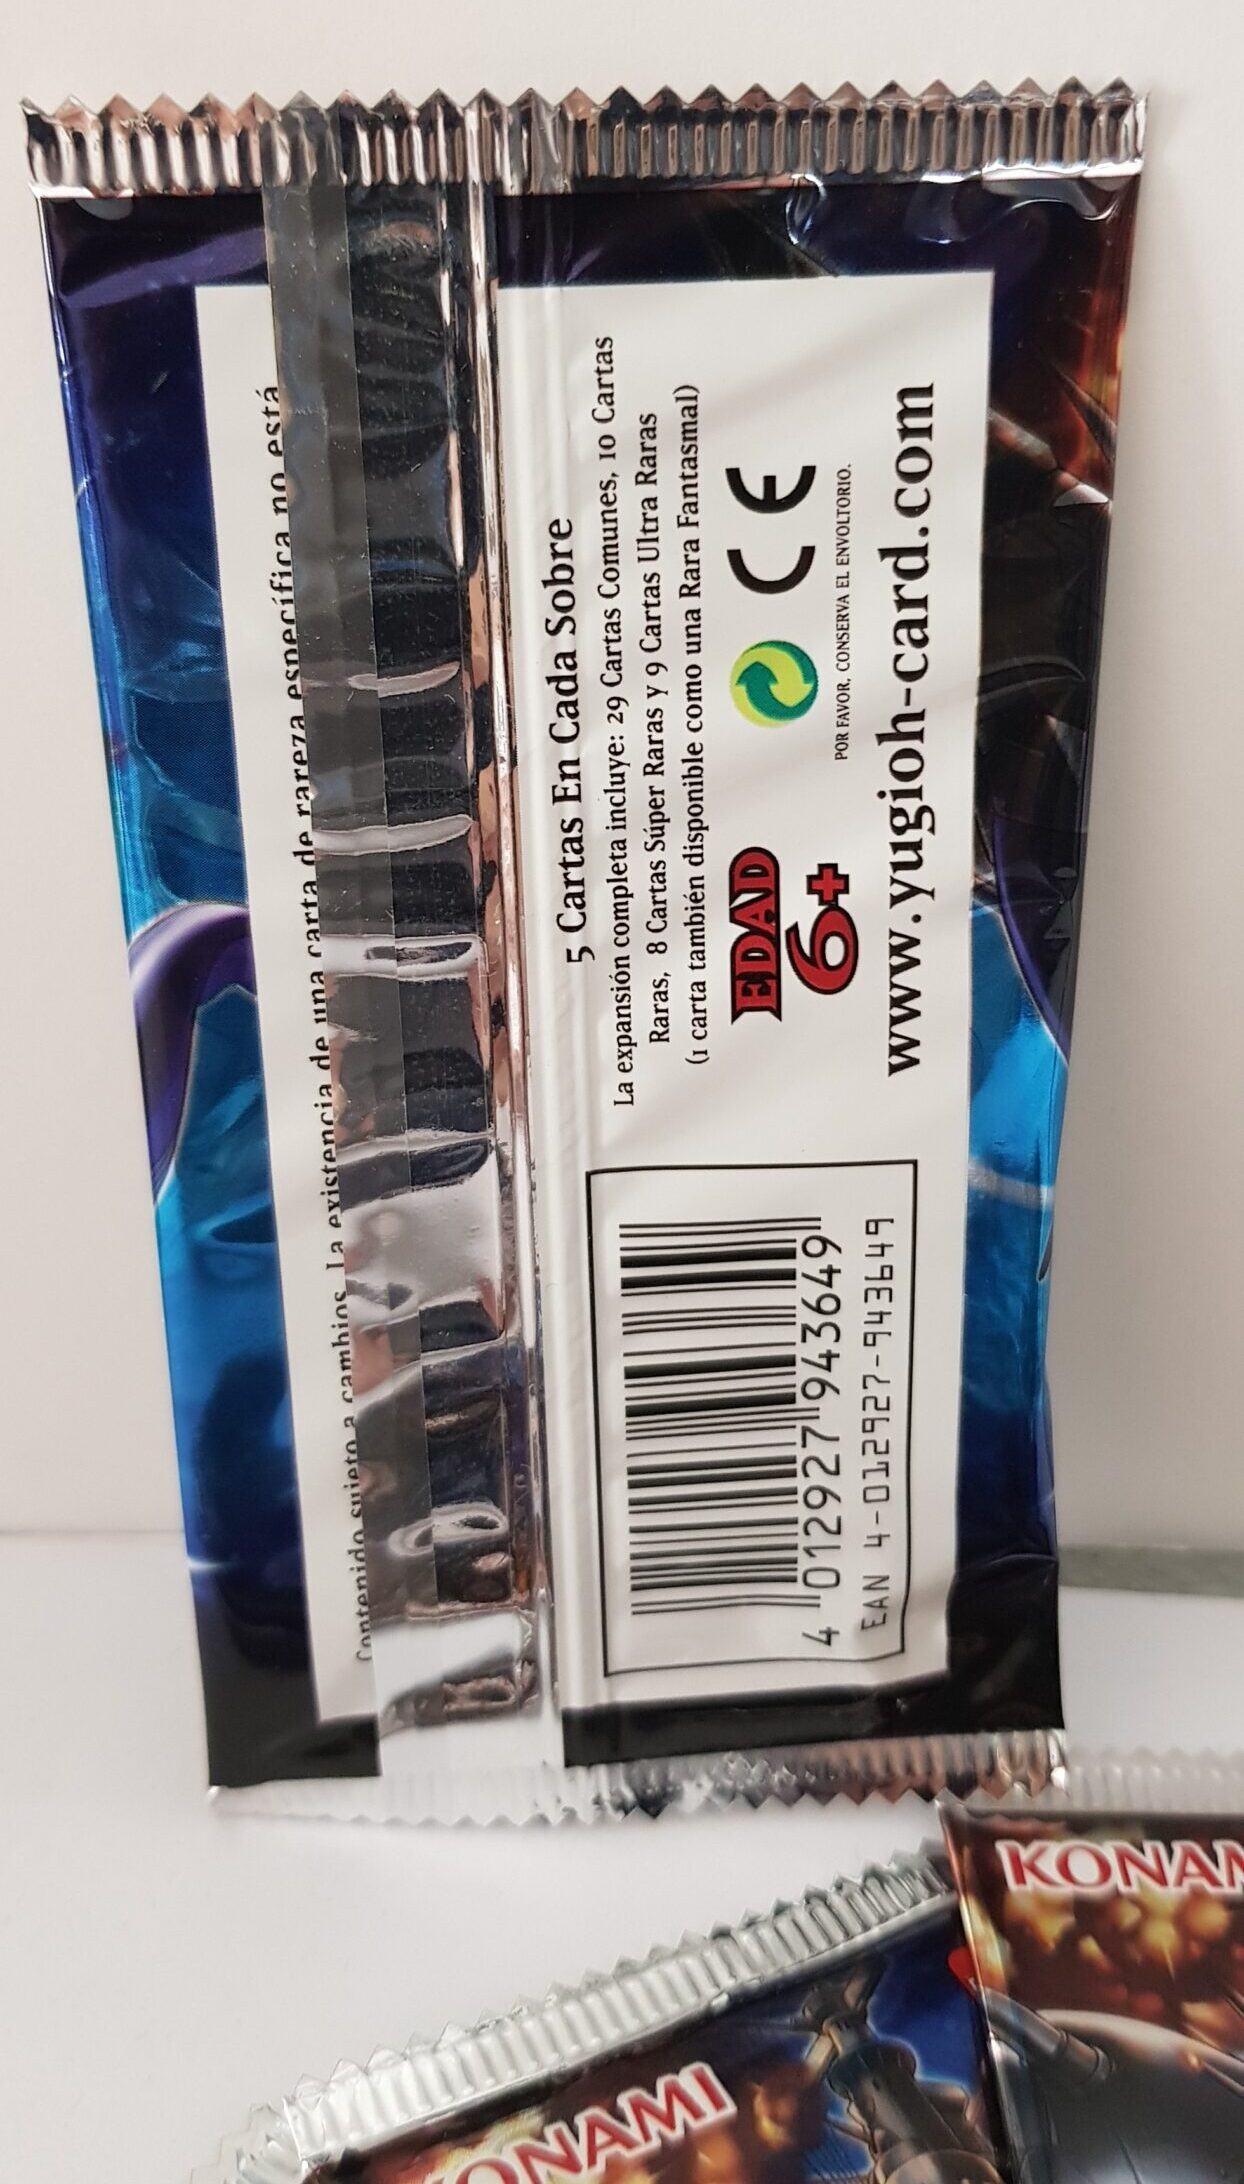 Contenido sujeto a cambios. La existencia de una carta de rareza específica no está
5 Cartas En Cada Sobre
La expansión completa incluye: 29 Cartas Comunes, 10 Cartas
Raras, 8 Cartas Súper Raras y 9 Cartas Ultra Raras
(1 carta también disponible como una Rara Fantasmal)
EDAD
6+
CE
POR FAVOR, CONSERVA EL ENVOLTORIO.
www.yugioh-card.com
4 012927 943649
EAN 4-012927-943649
KONAMI
KONAM